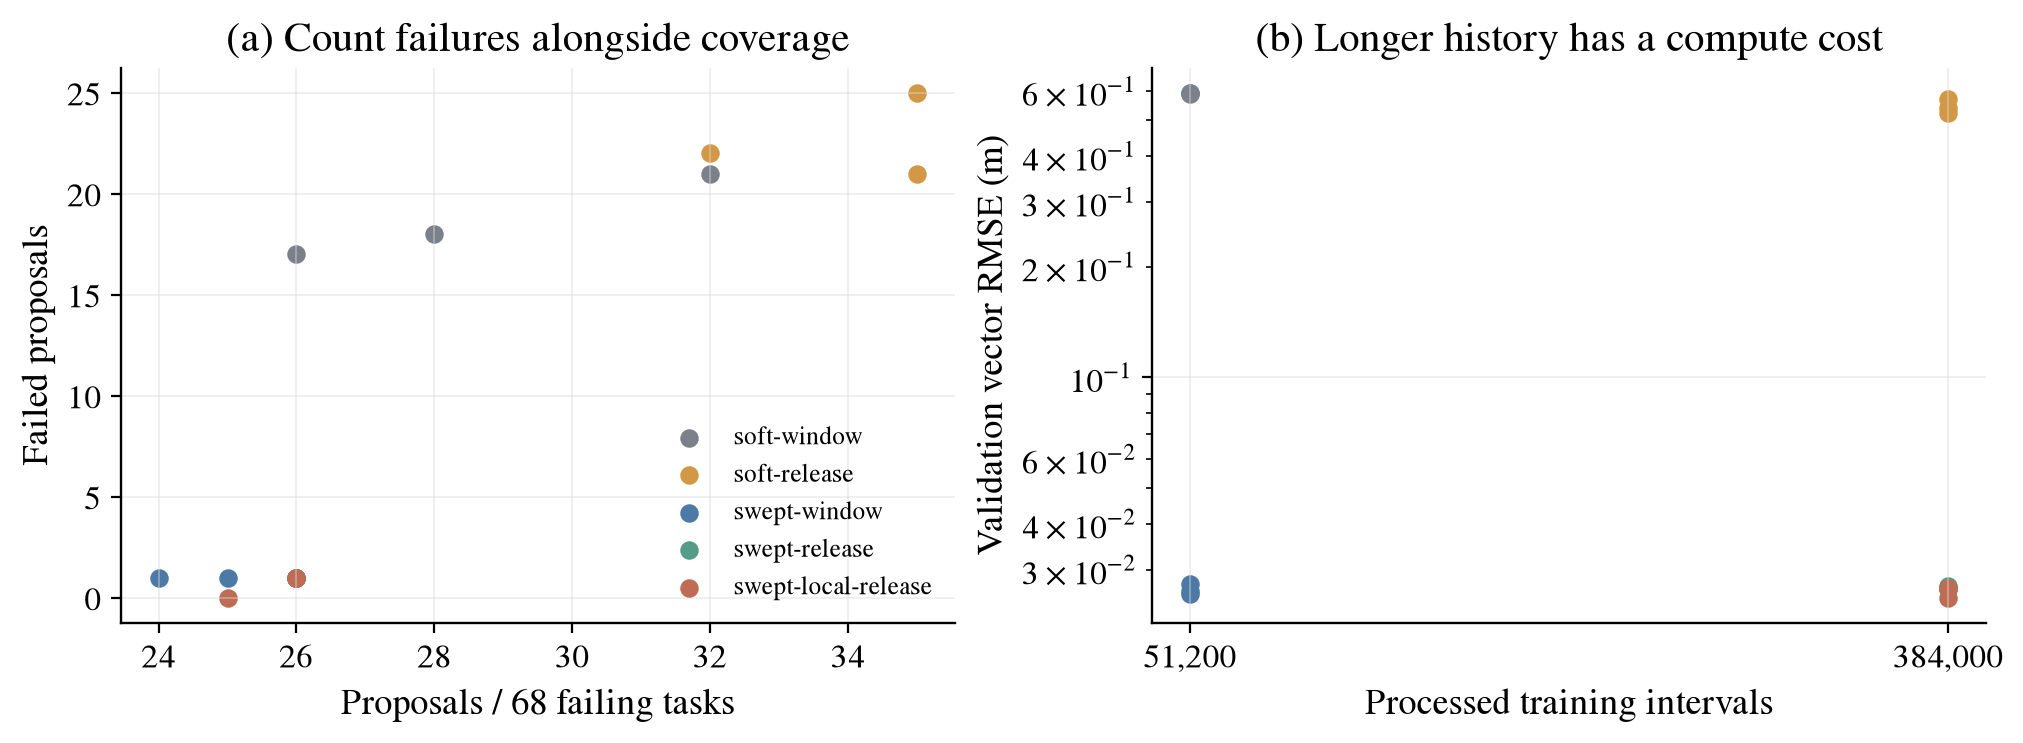 (a) Count failures alongside coverage
25
20
15
10
5
0
Failed proposals
soft-window
soft-release
swept-window
swept-release
swept-local-release
24 26 28 30 32 34
Proposals / 68 failing tasks
(b) Longer history has a compute cost
6 × 10⁻¹
4 × 10⁻¹
3 × 10⁻¹
2 × 10⁻¹
10⁻¹
6 × 10⁻²
4 × 10⁻²
3 × 10⁻²
Validation vector RMSE (m)
51,200 384,000
Processed training intervals